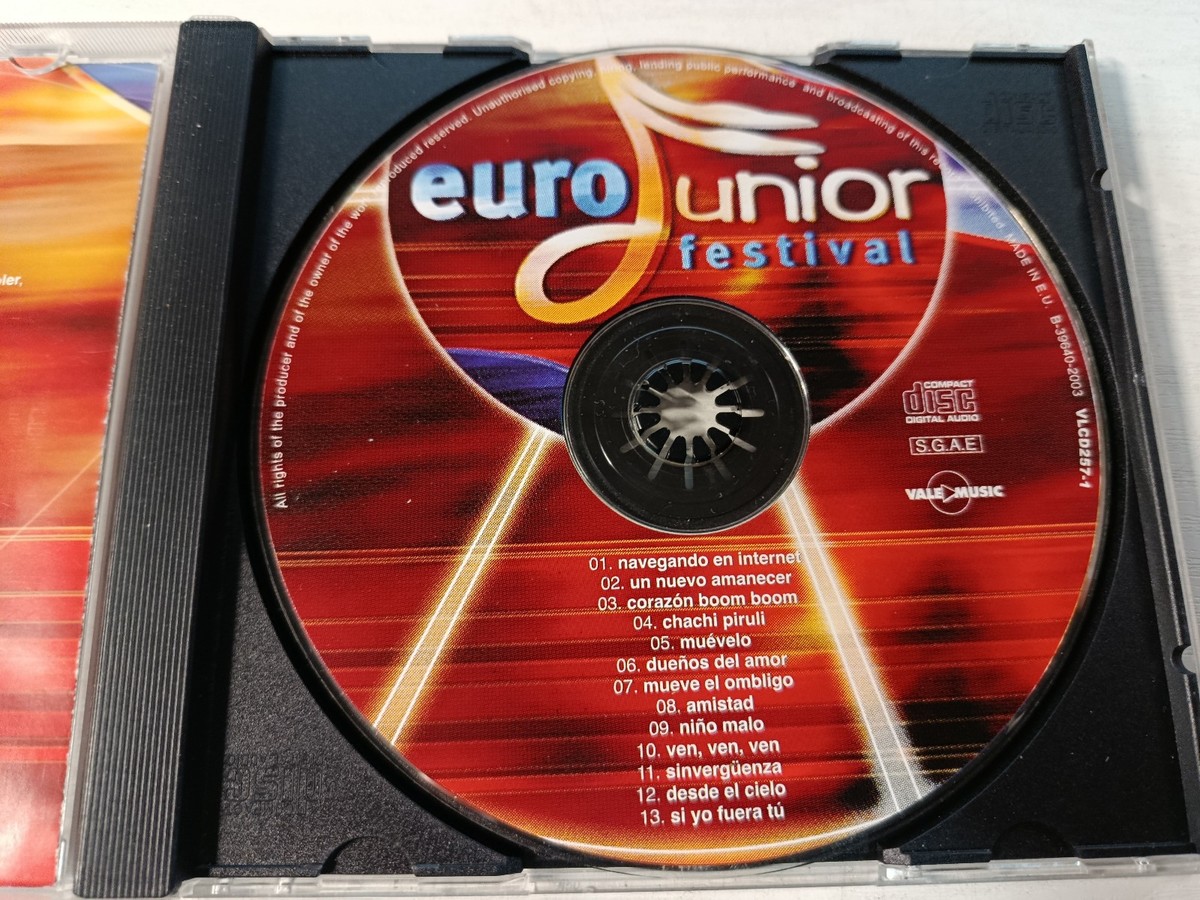 All rights of the producer and of the owner of the work reproduced reserved. Unauthorised copying, lending public performance and broadcasting of this MADE IN E.U. B-39640-2003 VLCD257-1
euro Junior
festival
COMPACT
disc
DIGITAL AUDIO
S.G.A.E
VALE MUSIC
01. navegando en internet
02. un nuevo amanecer
03. corazón boom boom
04. chachi piruli
05. muévelo
06. dueños del amor
07. mueve el ombligo
08. amistad
09. niño malo
10. ven, ven, ven
11. sinvergüenza
12. desde el cielo
13. si yo fuera tú